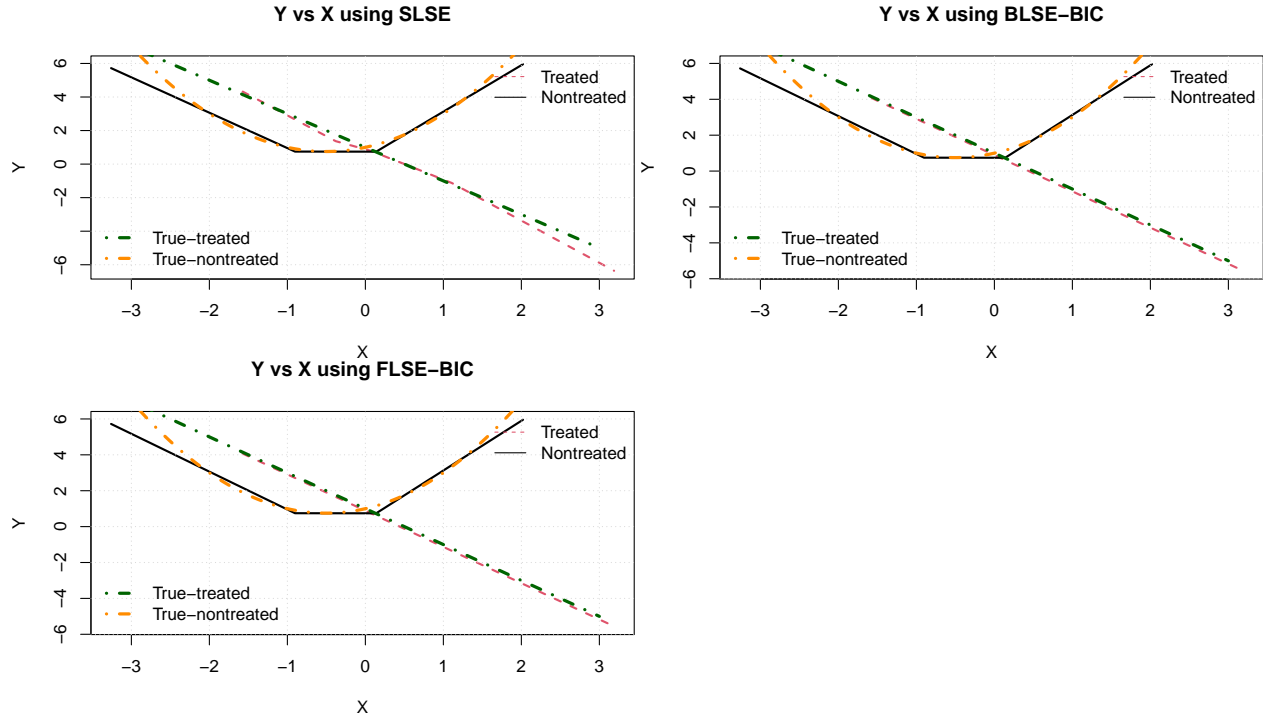 Y vs X using SLSE
6
4
2
0
−2
−6
Y
Treated
Nontreated
True−treated
True−nontreated
−3 −2 −1 0 1 2 3
X
Y vs X using BLSE−BIC
6
4
2
0
−2
−4
−6
Y
Treated
Nontreated
True−treated
True−nontreated
−3 −2 −1 0 1 2 3
X
Y vs X using FLSE−BIC
6
4
2
0
−2
−4
−6
Y
Treated
Nontreated
True−treated
True−nontreated
−3 −2 −1 0 1 2 3
X